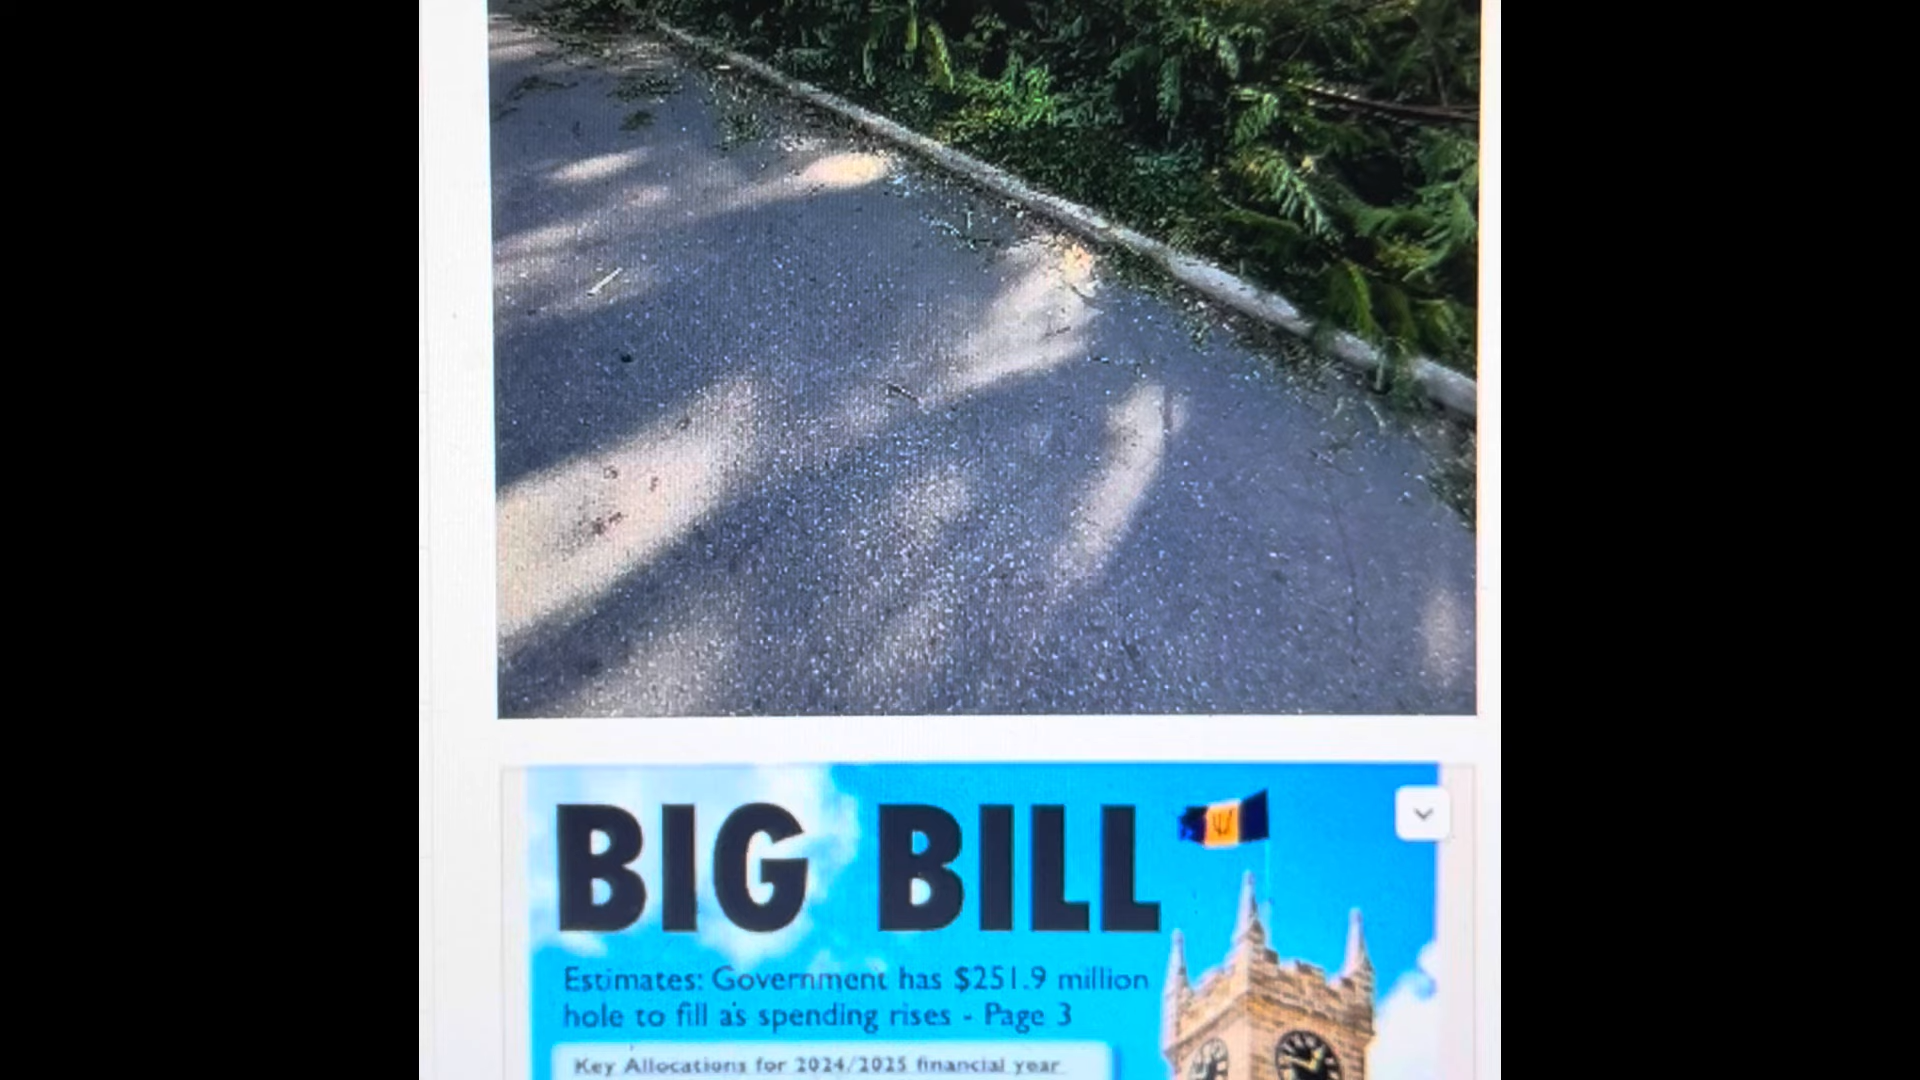 BIG BILL
Estimates: Government has $251.9 million
hole to fill as spending rises - Page 3
Key Allocations for 2024/2025 financial year